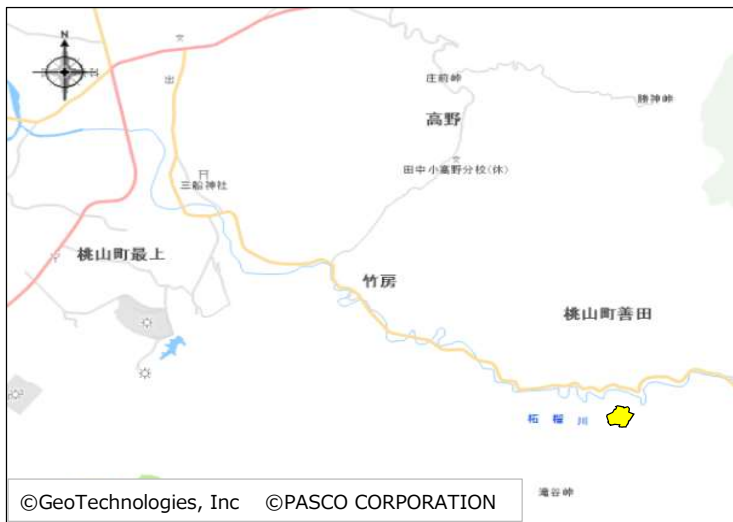 N
庄前峠
勝神峠
高野
田中小高野分校(休)
三船神社
桃山町最上
竹房
桃山町善田
柘榴川
滝谷峠
©GeoTechnologies, Inc ©PASCO CORPORATION